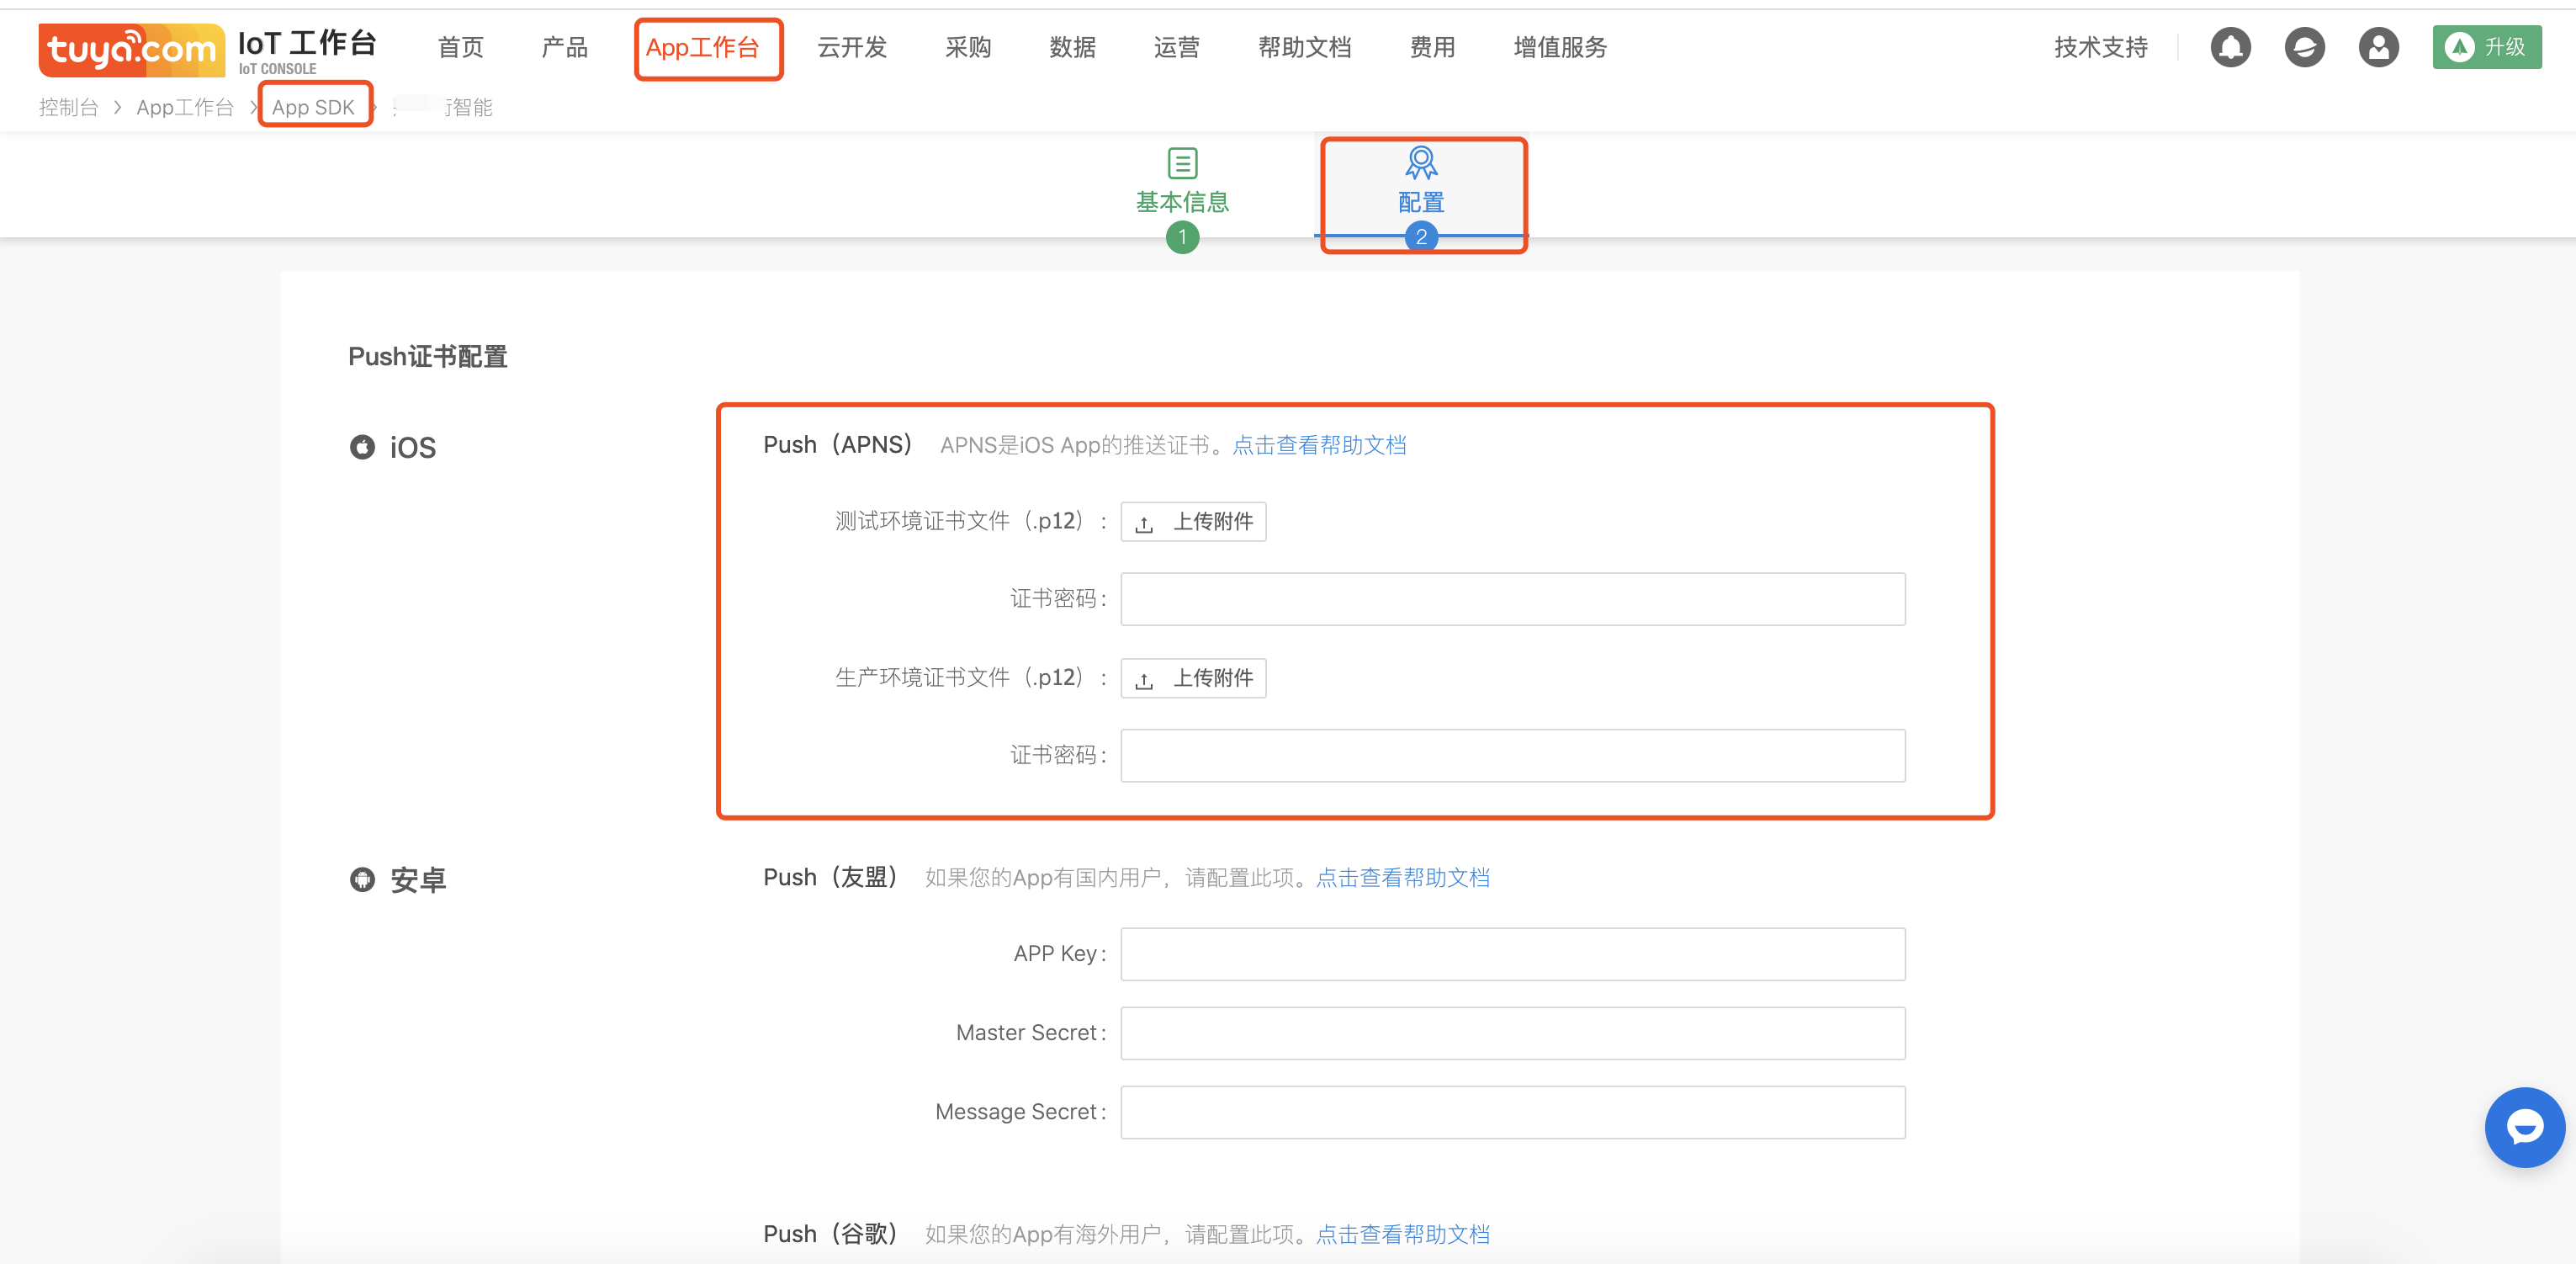 tuya.com IoT 工作台 首页 产品 App工作台 云开发 采购 数据 运营 帮助文档 费用 增值服务 技术支持 升级
IoT CONSOLE
控制台 > App工作台 > App SDK 智能
基本信息 配置
1 2
Push证书配置
iOS Push（APNS） APNS是iOS App的推送证书。点击查看帮助文档
测试环境证书文件（.p12）: 上传附件
证书密码:
生产环境证书文件（.p12）: 上传附件
证书密码:
安卓 Push（友盟） 如果您的App有国内用户，请配置此项。点击查看帮助文档
APP Key:
Master Secret:
Message Secret:
Push（谷歌） 如果您的App有海外用户，请配置此项。点击查看帮助文档